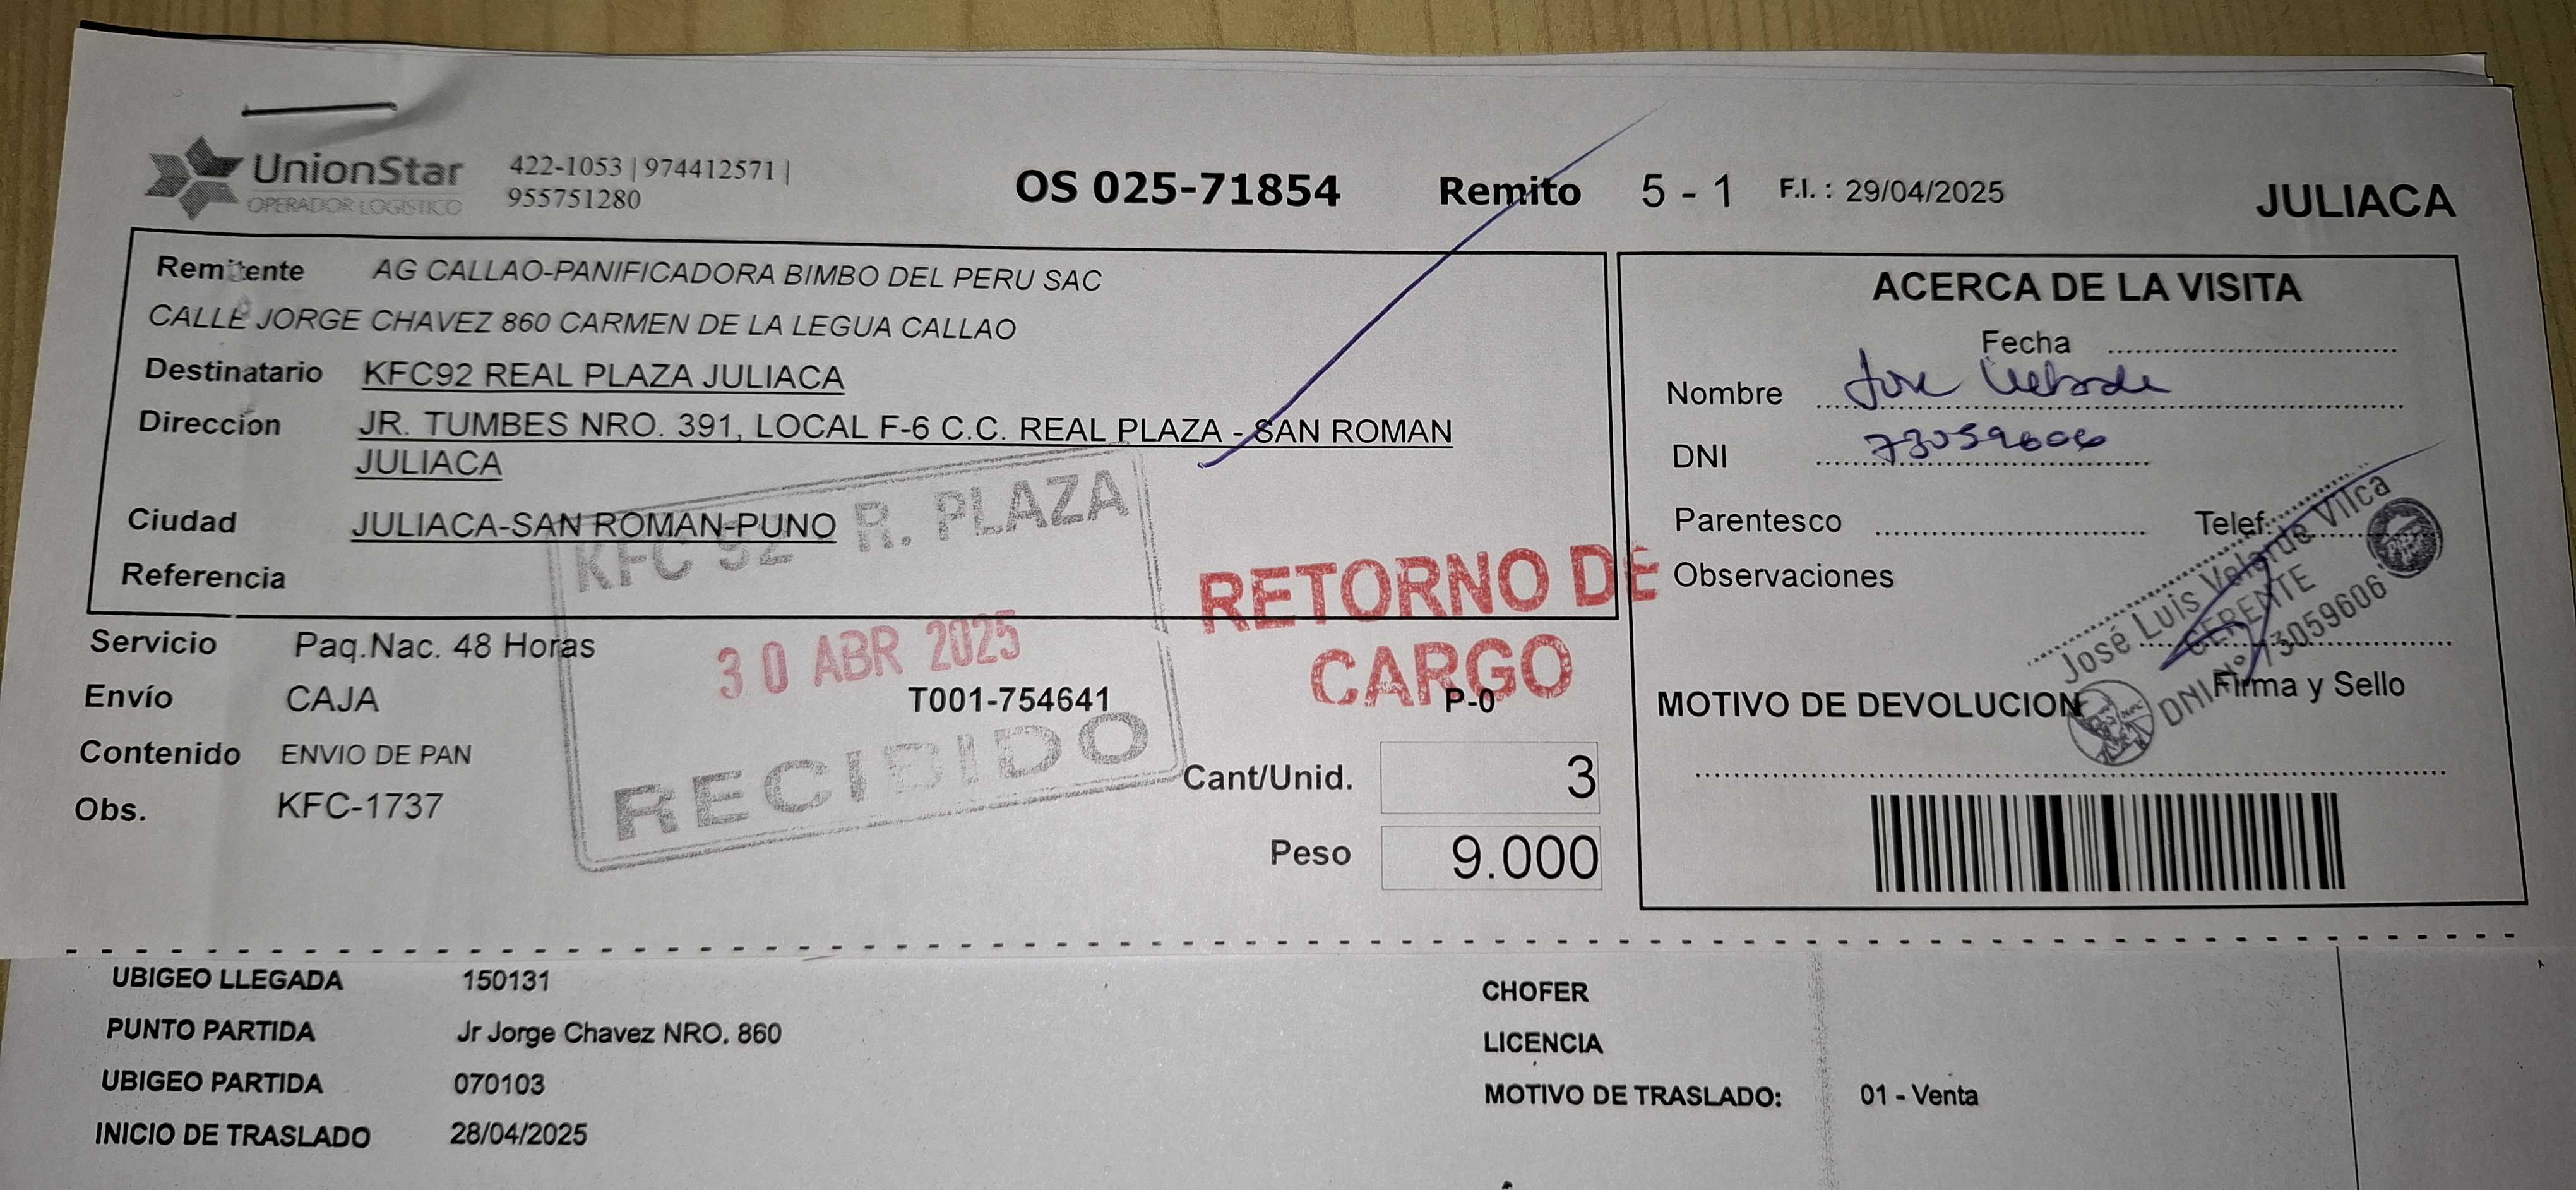 UnionStar
OPERADOR LOGISTICO
422-1053 | 974412571 |
955751280
OS 025-71854 Remito 5 - 1 F.I. : 29/04/2025 JULIACA
Remitente AG CALLAO-PANIFICADORA BIMBO DEL PERU SAC
CALLE JORGE CHAVEZ 860 CARMEN DE LA LEGUA CALLAO
Destinatario KFC92 REAL PLAZA JULIACA
Direccion JR. TUMBES NRO. 391, LOCAL F-6 C.C. REAL PLAZA - SAN ROMAN
JULIACA
Ciudad JULIACA-SAN ROMAN-PUNO
Referencia
KFC 92 R. PLAZA
30 ABR 2025
RECIBIDO
RETORNO DE
CARGO
Servicio Paq.Nac. 48 Horas
Envío CAJA T001-754641 P-0
Contenido ENVIO DE PAN
Obs. KFC-1737
Cant/Unid. 3
Peso 9.000
ACERCA DE LA VISITA
Fecha
Nombre Jose Velarde
DNI 73059606
Parentesco Telef.
Observaciones
José Luis Velarde Vilca
GERENTE
DNI N° 73059606
Firma y Sello
MOTIVO DE DEVOLUCION
UBIGEO LLEGADA 150131
PUNTO PARTIDA Jr Jorge Chavez NRO. 860
UBIGEO PARTIDA 070103
INICIO DE TRASLADO 28/04/2025
CHOFER
LICENCIA
MOTIVO DE TRASLADO: 01 - Venta